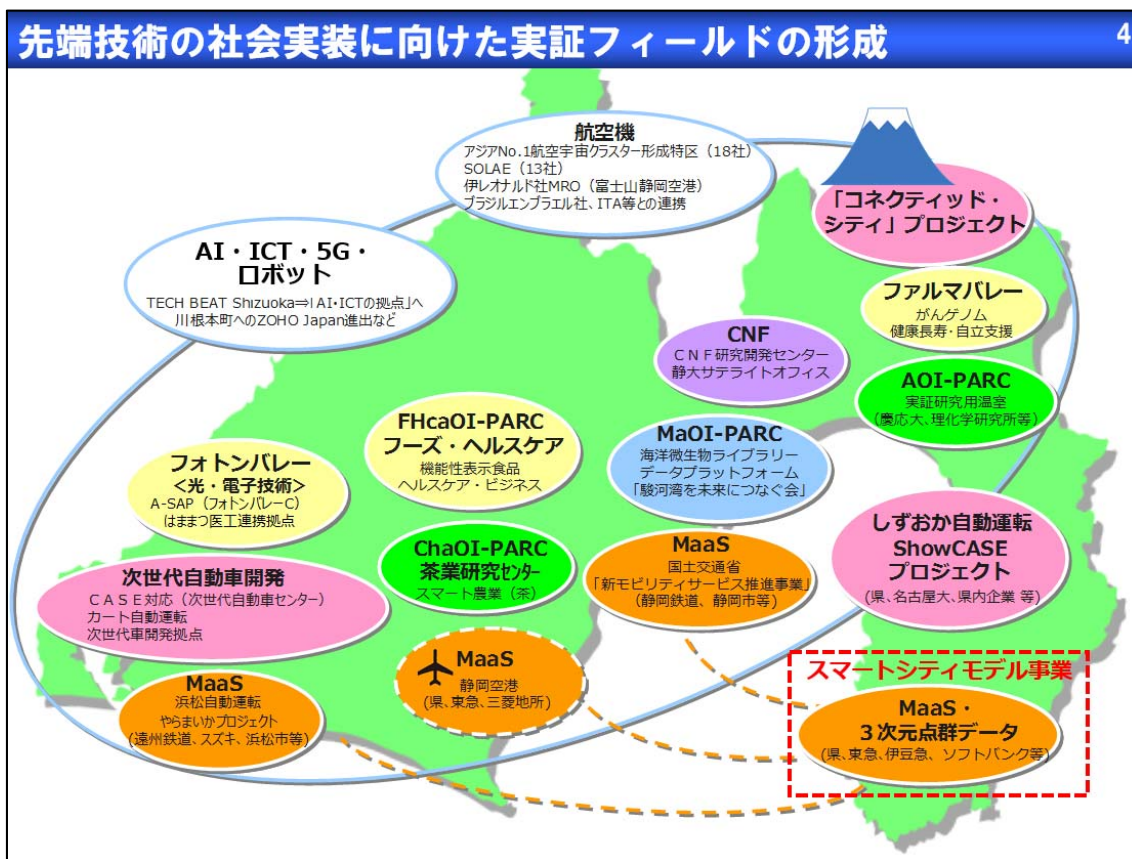 先端技術の社会実装に向けた実証フィールドの形成
4
航空機
アジアNo.1航空宇宙クラスター形成特区（18社）
SOLAE（13社）
伊レオナルド社MRO（富士山静岡空港）
ブラジルエンブラエル社、ITA等との連携
「コネクティッド・
シティ」プロジェクト
AI・ICT・5G・
ロボット
TECH BEAT Shizuoka⇒「AI・ICTの拠点」へ
川根本町へのZOHO Japan進出など
ファルマバレー
がんゲノム
健康長寿・自立支援
CNF
ＣＮＦ研究開発センター
静大サテライトオフィス
AOI-PARC
実証研究用温室
（慶応大、理化学研究所等）
FHcaOI-PARC
フーズ・ヘルスケア
機能性表示食品
ヘルスケア・ビジネス
MaOI-PARC
海洋微生物ライブラリー
データプラットフォーム
「駿河湾を未来につなぐ会」
フォトンバレー
<光・電子技術>
A-SAP（フォトンバレーC）
はままつ医工連携拠点
しずおか自動運転
ShowCASE
プロジェクト
（県、名古屋大、県内企業 等）
ChaOI-PARC
茶業研究センター
スマート農業（茶）
MaaS
国土交通省
「新モビリティサービス推進事業」
（静岡鉄道、静岡市等）
次世代自動車開発
ＣＡＳＥ対応（次世代自動車センター）
カート自動運転
次世代車開発拠点
MaaS
静岡空港
（県、東急、三菱地所）
スマートシティモデル事業
MaaS
浜松自動運転
やらまいかプロジェクト
（遠州鉄道、スズキ、浜松市等）
MaaS・
３次元点群データ
（県、東急、伊豆急、ソフトバンク等）